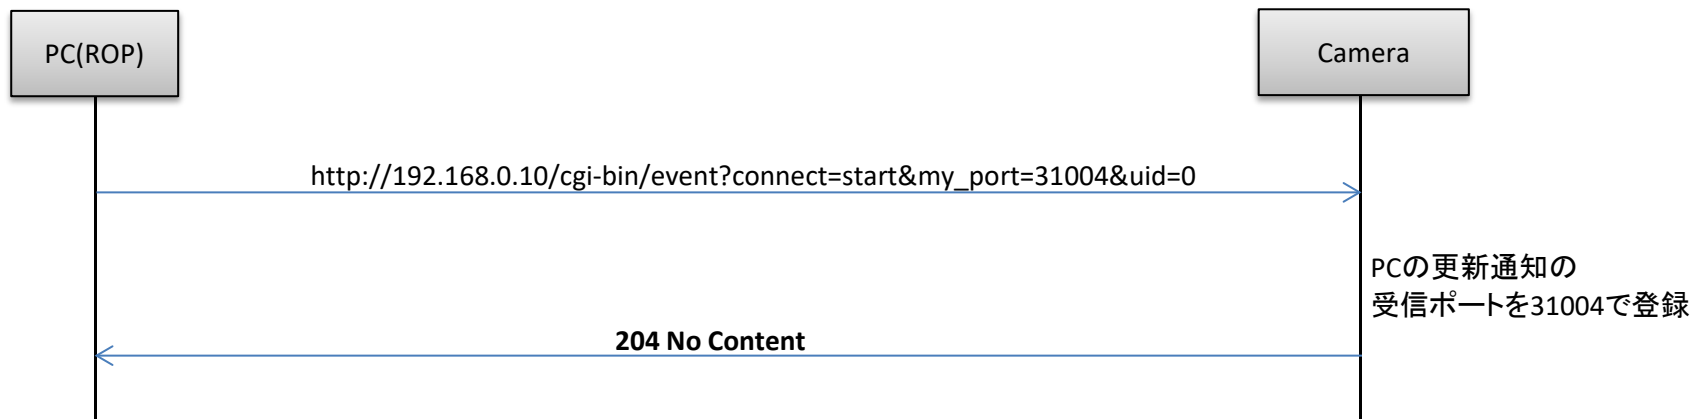 PC(ROP)
Camera
http://192.168.0.10/cgi-bin/event?connect=start&my_port=31004&uid=0
PCの更新通知の
受信ポートを31004で登録
204 No Content